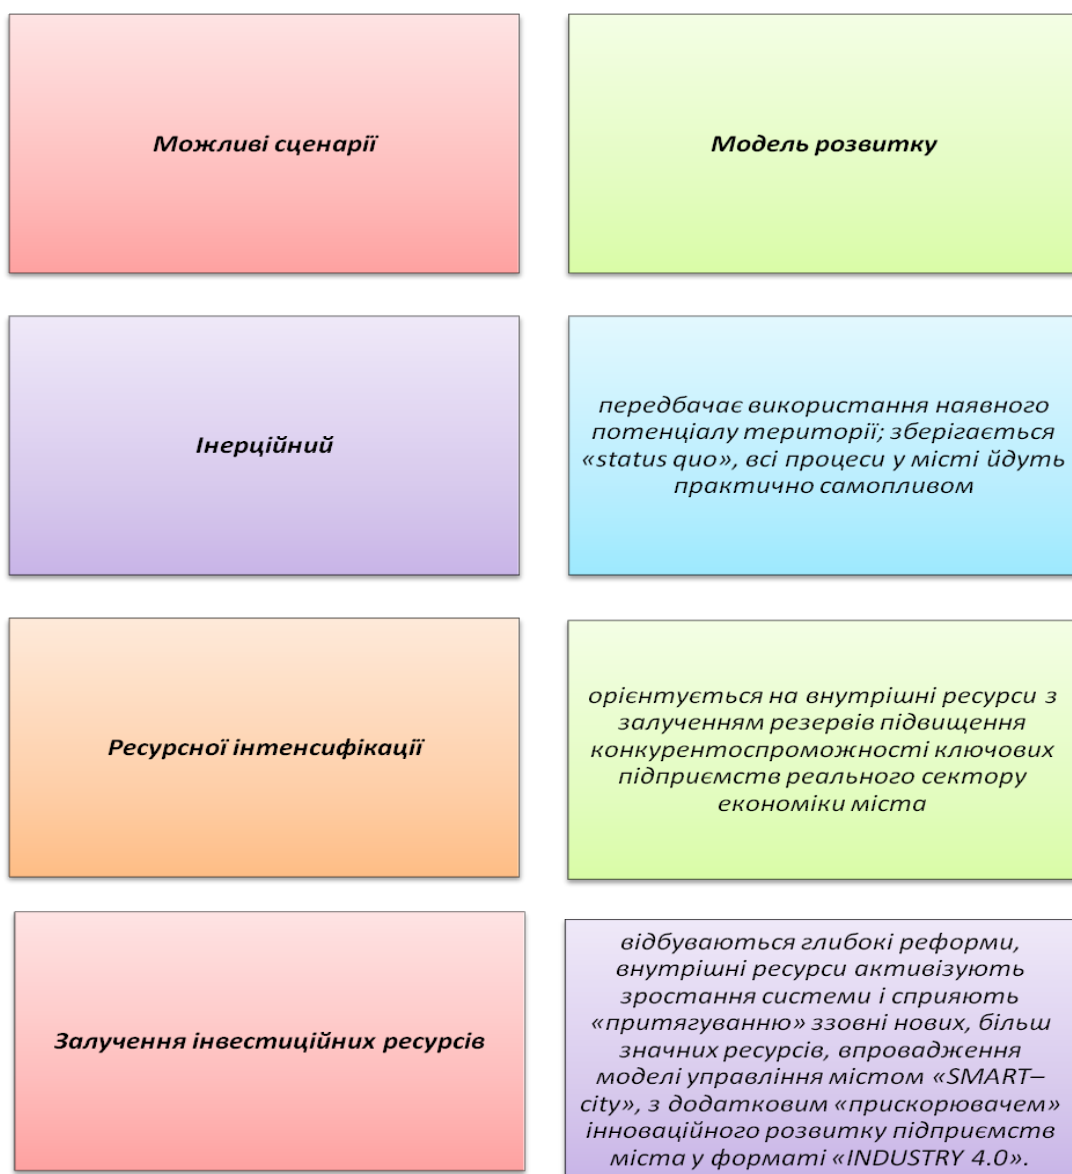 Можливі сценарії
Модель розвитку
Інерційний
передбачає використання наявного
потенціалу території; зберігається
«status quo», всі процеси у місті йдуть
практично самопливом
Ресурсної інтенсифікації
орієнтується на внутрішні ресурси з
залученням резервів підвищення
конкурентоспроможності ключових
підприємств реального сектору
економіки міста
Залучення інвестиційних ресурсів
відбуваються глибокі реформи,
внутрішні ресурси активізують
зростання системи і сприяють
«притягуванню» ззовні нових, більш
значних ресурсів, впровадження
моделі управління містом «SMART–
city», з додатковим «прискорювачем»
інноваційного розвитку підприємств
міста у форматі «INDUSTRY 4.0».